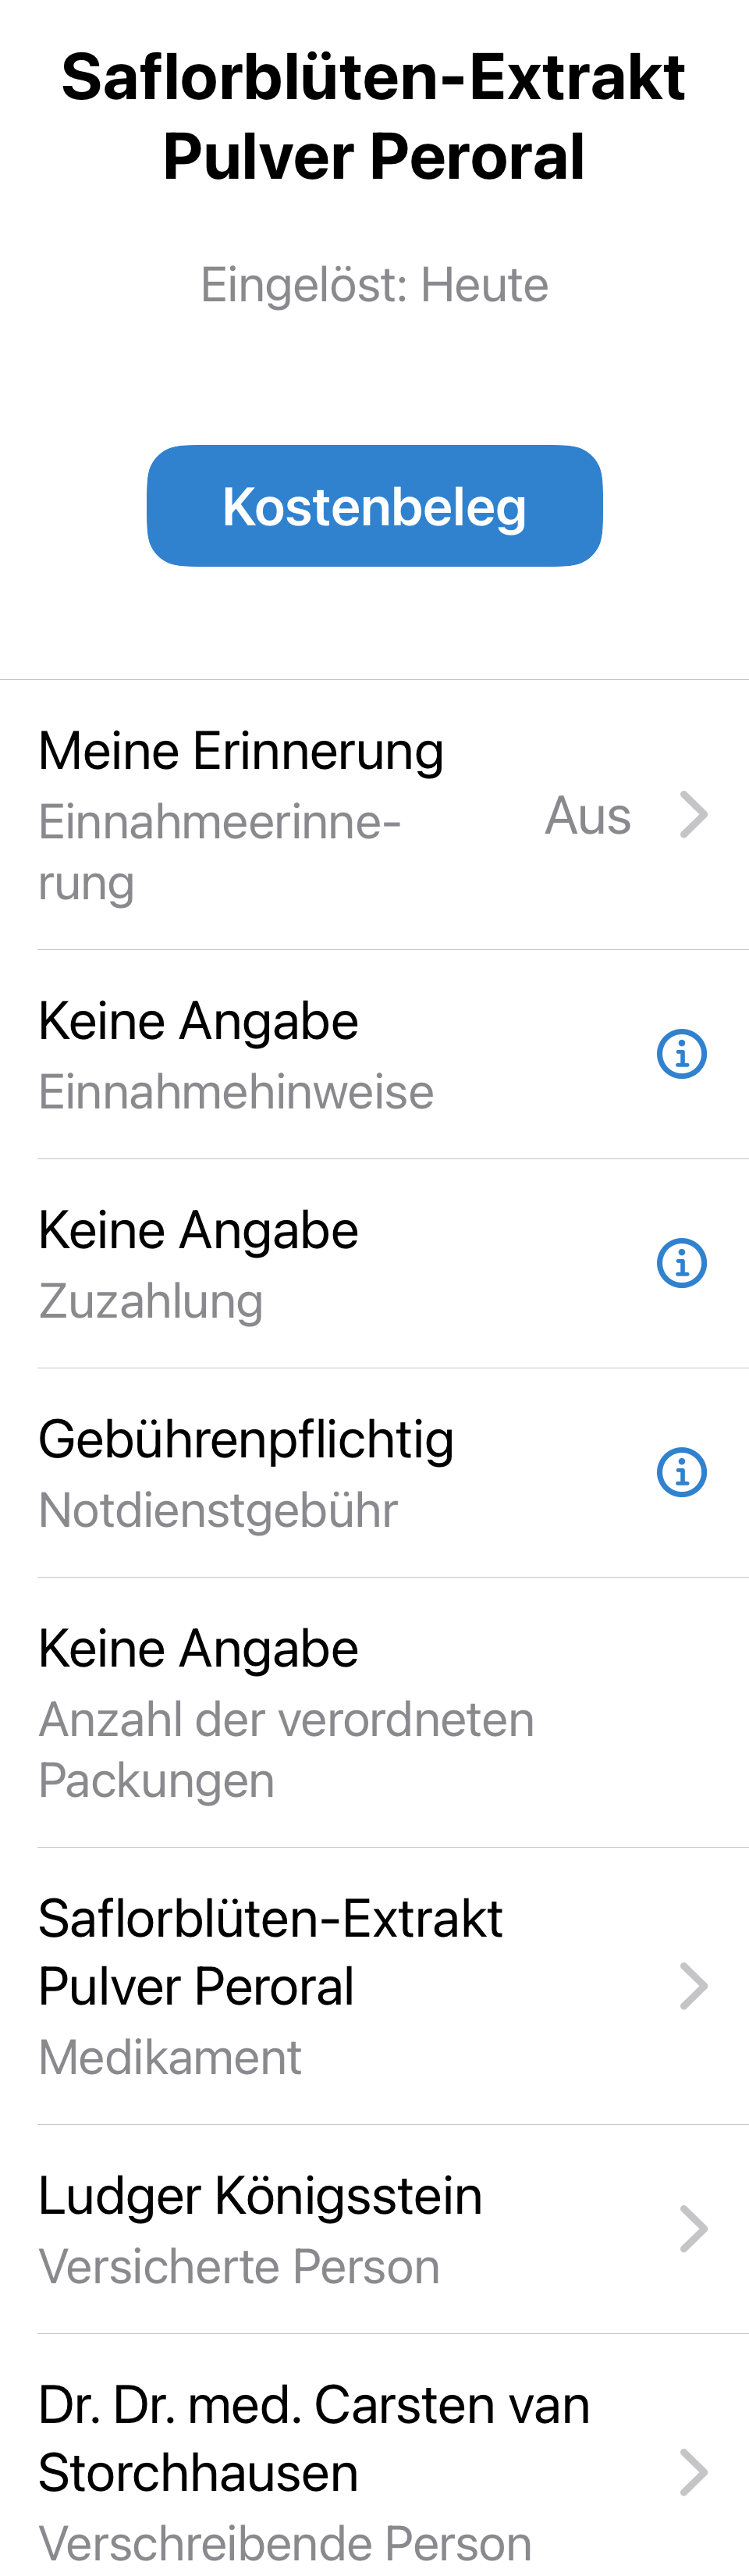 Saflorblüten-Extrakt
Pulver Peroral
Eingelöst: Heute
Kostenbeleg
Meine Erinnerung
Einnahmeerinne-
rung
Aus
Keine Angabe
Einnahmehinweise
Keine Angabe
Zuzahlung
Gebührenpflichtig
Notdienstgebühr
Keine Angabe
Anzahl der verordneten
Packungen
Saflorblüten-Extrakt
Pulver Peroral
Medikament
Ludger Königsstein
Versicherte Person
Dr. Dr. med. Carsten van
Storchhausen
Verschreibende Person